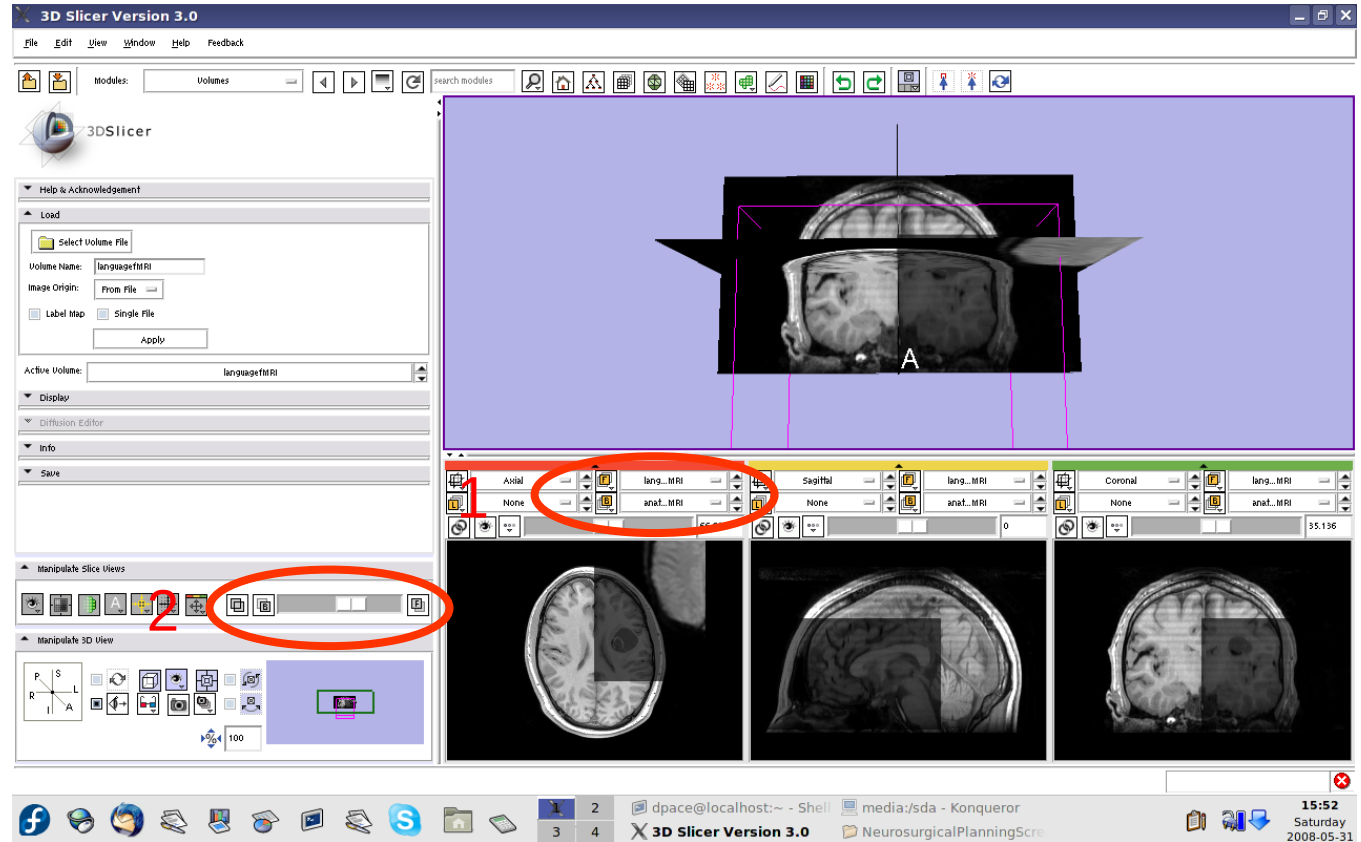 3D Slicer Version 3.0
File Edit View Window Help Feedback
Modules: Volumes search modules
3DSlicer
Help & Acknowledgement
Load
Select Volume File
Volume Name: languagefMRI
Image Origin: From File
Label Map Single File
Apply
Active Volume: languagefMRI
Display
Diffusion Editor
Info
Save
A
1
Axial F lang...MRI Sagittal F lang...MRI Coronal F lang...MRI
L None B anat...MRI L None B anat...MRI L None B anat...MRI
0 35.136
Manipulate Slice Views
A 2 B F
Manipulate 3D View
P S
R L
I A
% 100
1 2 dpace@localhost:~ - Shell media:/sda - Konqueror
3 4 3D Slicer Version 3.0 NeurosurgicalPlanningScre
15:52
Saturday
2008-05-31